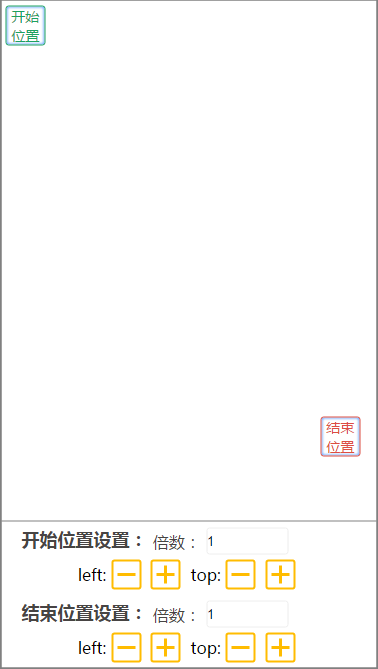 开始
位置
结束
位置
开始位置设置： 倍数： 1
left: top:
结束位置设置： 倍数： 1
left: top: